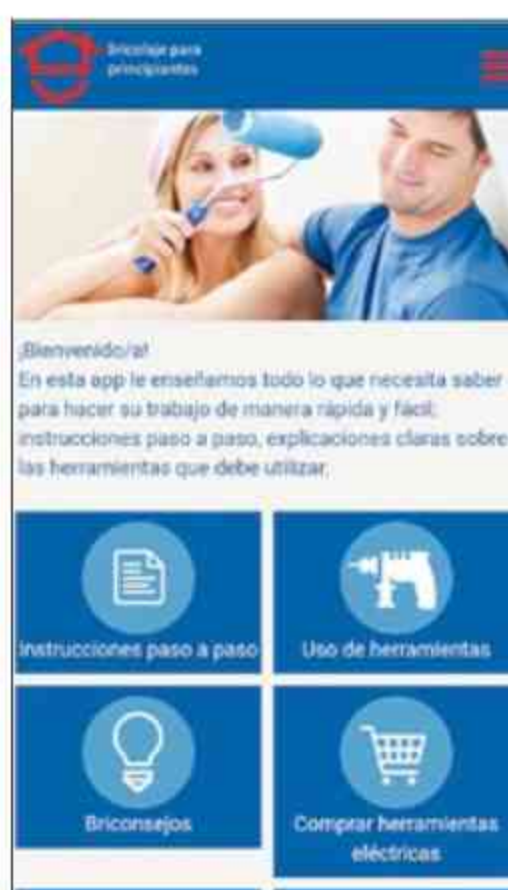 Bricolaje para
principiantes
¡Bienvenido/a!
En esta app le enseñamos todo lo que necesita saber
para hacer su trabajo de manera rápida y fácil:
instrucciones paso a paso, explicaciones claras sobre
las herramientas que debe utilizar.
Instrucciones paso a paso
Uso de herramientas
Briconsejos
Comprar herramientas
eléctricas